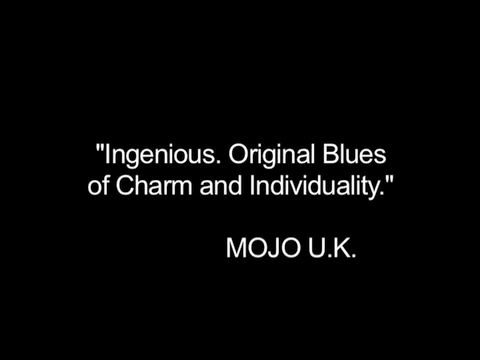 "Ingenious. Original Blues
of Charm and Individuality."
MOJO U.K.